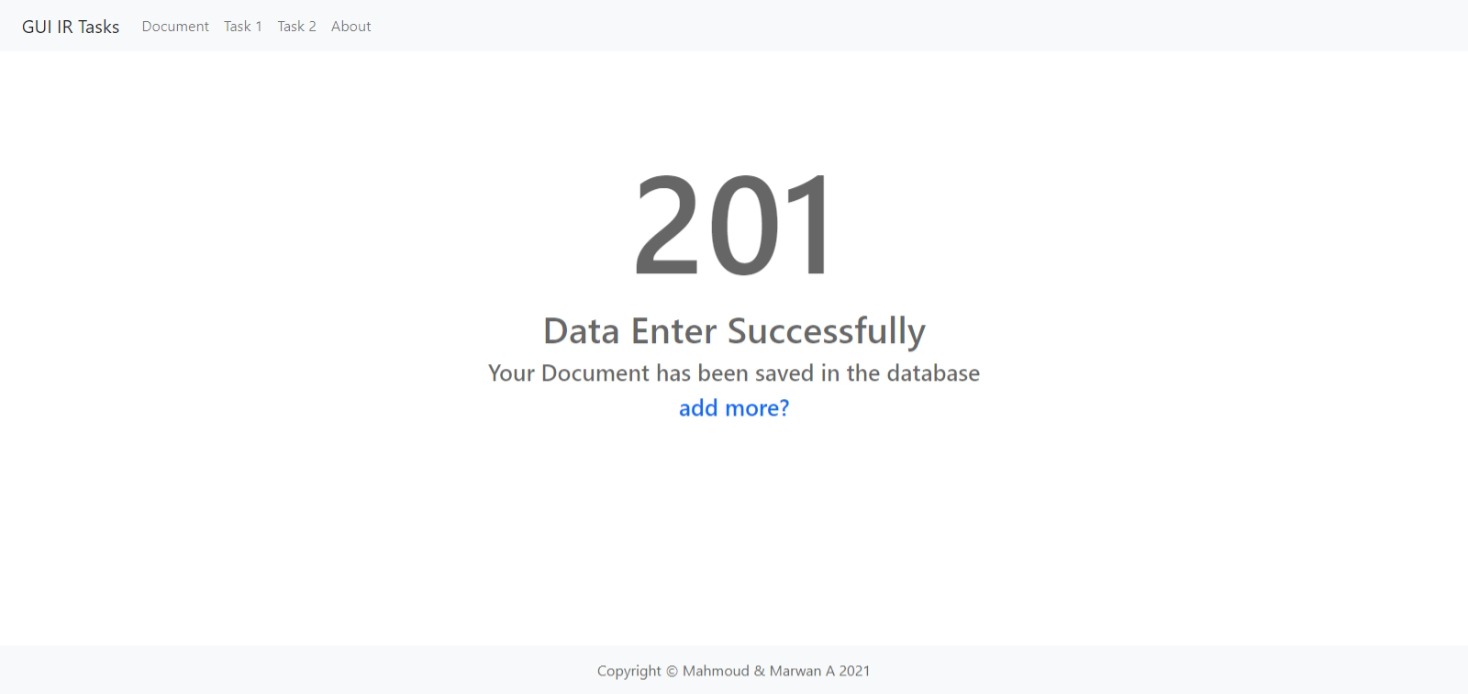 GUI IR Tasks Document Task 1 Task 2 About
201
Data Enter Successfully
Your Document has been saved in the database
add more?
Copyright © Mahmoud & Marwan A 2021